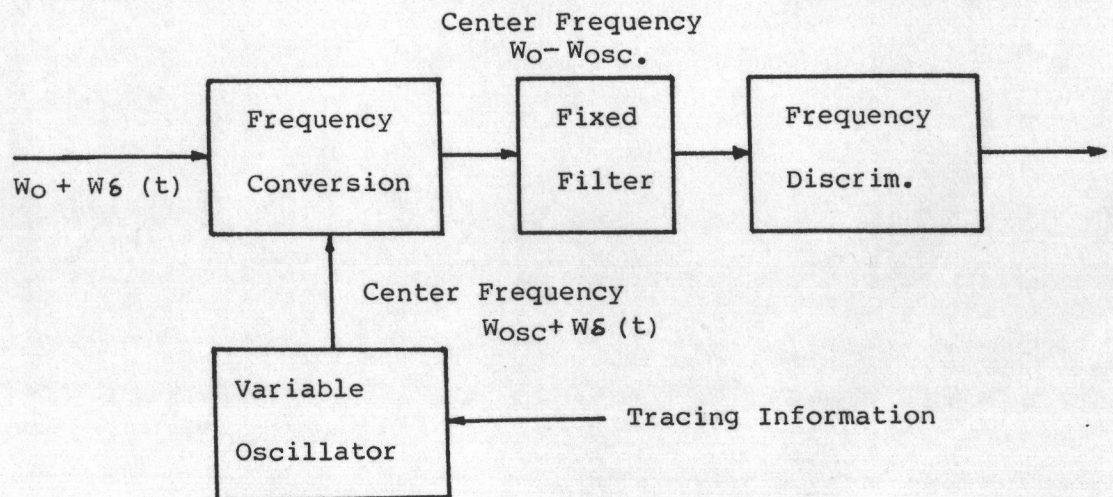 Center Frequency
Wo - Wosc.
Frequency
Conversion
Fixed
Filter
Frequency
Discrim.
Wo + Wδ (t)
Center Frequency
Wosc + Wδ (t)
Variable
Oscillator
Tracing Information